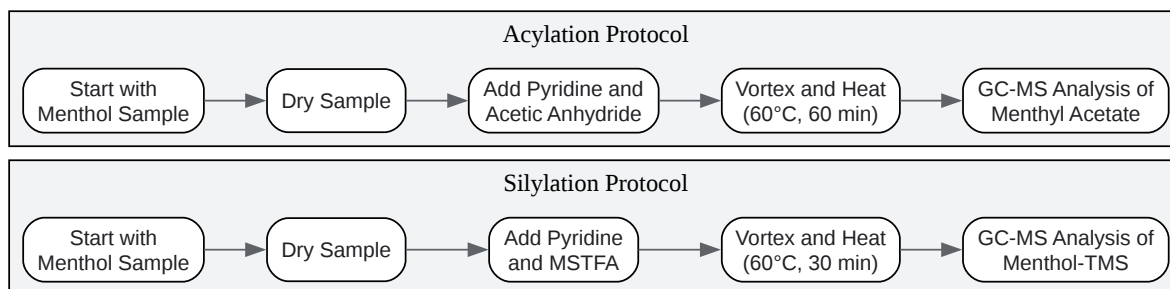 Acylation Protocol
Start with
Menthol Sample
Dry Sample
Add Pyridine and
Acetic Anhydride
Vortex and Heat
(60°C, 60 min)
GC-MS Analysis of
Menthyl Acetate
Silylation Protocol
Start with
Menthol Sample
Dry Sample
Add Pyridine
and MSTFA
Vortex and Heat
(60°C, 30 min)
GC-MS Analysis of
Menthol-TMS